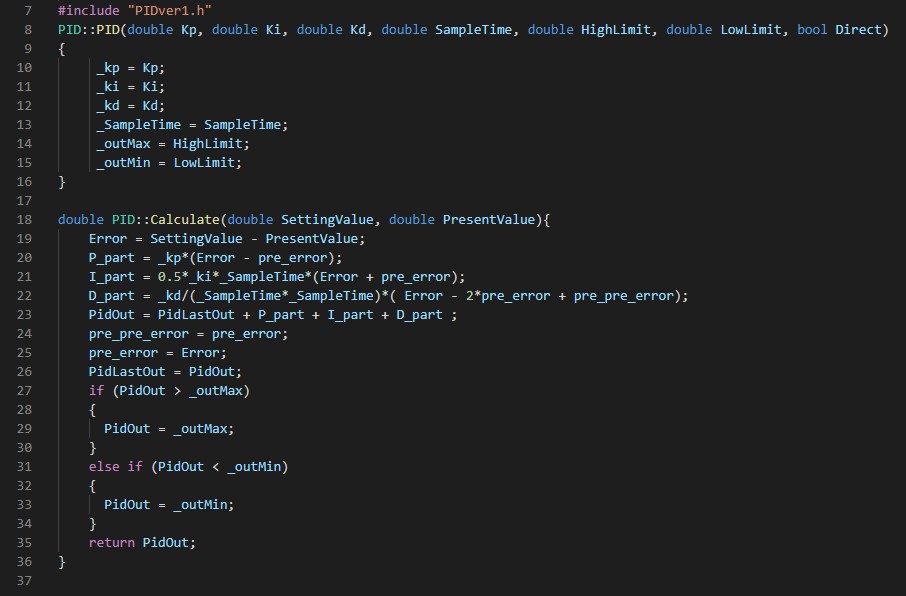 7 #include "PIDver1.h"
8 PID::PID(double Kp, double Ki, double Kd, double SampleTime, double HighLimit, double LowLimit, bool Direct)
9 {
10 _kp = Kp;
11 _ki = Ki;
12 _kd = Kd;
13 _SampleTime = SampleTime;
14 _outMax = HighLimit;
15 _outMin = LowLimit;
16 }
17
18 double PID::Calculate(double SettingValue, double PresentValue){
19 Error = SettingValue - PresentValue;
20 P_part = _kp*(Error - pre_error);
21 I_part = 0.5*_ki*_SampleTime*(Error + pre_error);
22 D_part = _kd/(_SampleTime*_SampleTime)*( Error - 2*pre_error + pre_pre_error);
23 PidOut = PidLastOut + P_part + I_part + D_part ;
24 pre_pre_error = pre_error;
25 pre_error = Error;
26 PidLastOut = PidOut;
27 if (PidOut > _outMax)
28 {
29 PidOut = _outMax;
30 }
31 else if (PidOut < _outMin)
32 {
33 PidOut = _outMin;
34 }
35 return PidOut;
36 }
37